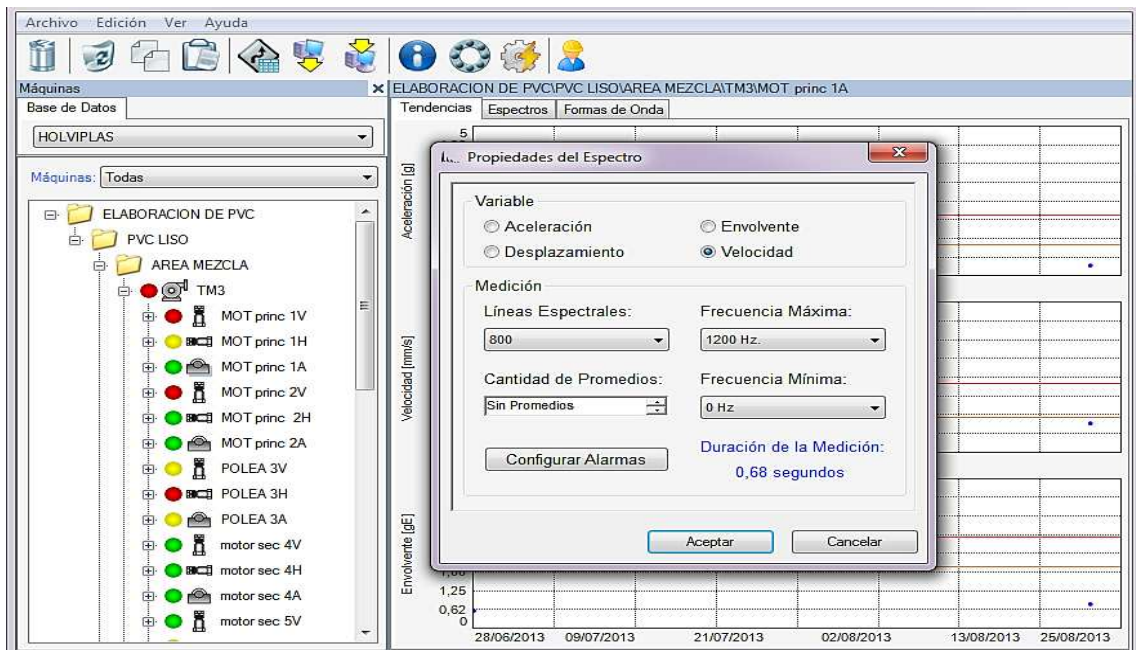 Archivo Edición Ver Ayuda
Máquinas
Base de Datos
HOLVIPLAS
Máquinas: Todas
ELABORACION DE PVC
PVC LISO
AREA MEZCLA
TM3
MOT princ 1V
MOT princ 1H
MOT princ 1A
MOT princ 2V
MOT princ 2H
MOT princ 2A
POLEA 3V
POLEA 3H
POLEA 3A
motor sec 4V
motor sec 4H
motor sec 4A
motor sec 5V
ELABORACION DE PVC\PVC LISO\AREA MEZCLA\TM3\MOT princ 1A
Tendencias Espectros Formas de Onda
5
Aceleración [g]
Velocidad [mm/s]
Envolvente [gE]
Propiedades del Espectro
Variable
Aceleración Envolvente
Desplazamiento Velocidad
Medición
Líneas Espectrales: Frecuencia Máxima:
800 1200 Hz.
Cantidad de Promedios: Frecuencia Mínima:
Sin Promedios 0 Hz
Configurar Alarmas
Duración de la Medición:
0,68 segundos
Aceptar Cancelar
1,25
0,62
0
28/06/2013 09/07/2013 21/07/2013 02/08/2013 13/08/2013 25/08/2013